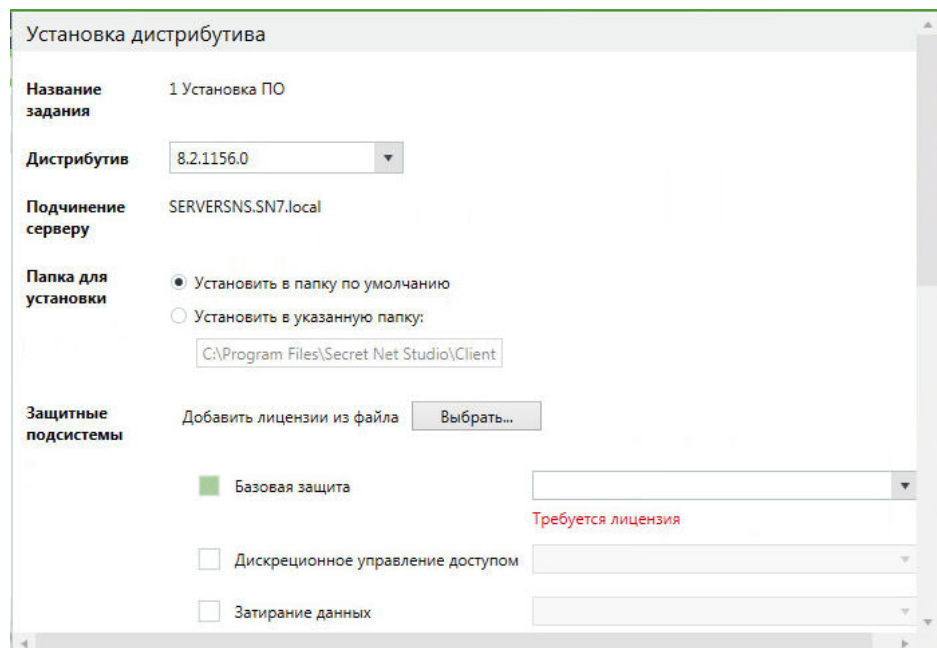 Установка дистрибутива
Название
задания
1 Установка ПО
Дистрибутив
8.2.1156.0
Подчинение
серверу
SERVERSNS.SN7.local
Папка для
установки
Установить в папку по умолчанию
Установить в указанную папку:
C:\Program Files\Secret Net Studio\Client
Защитные
подсистемы
Добавить лицензии из файла
Выбрать...
Базовая защита
Требуется лицензия
Дискреционное управление доступом
Затирание данных